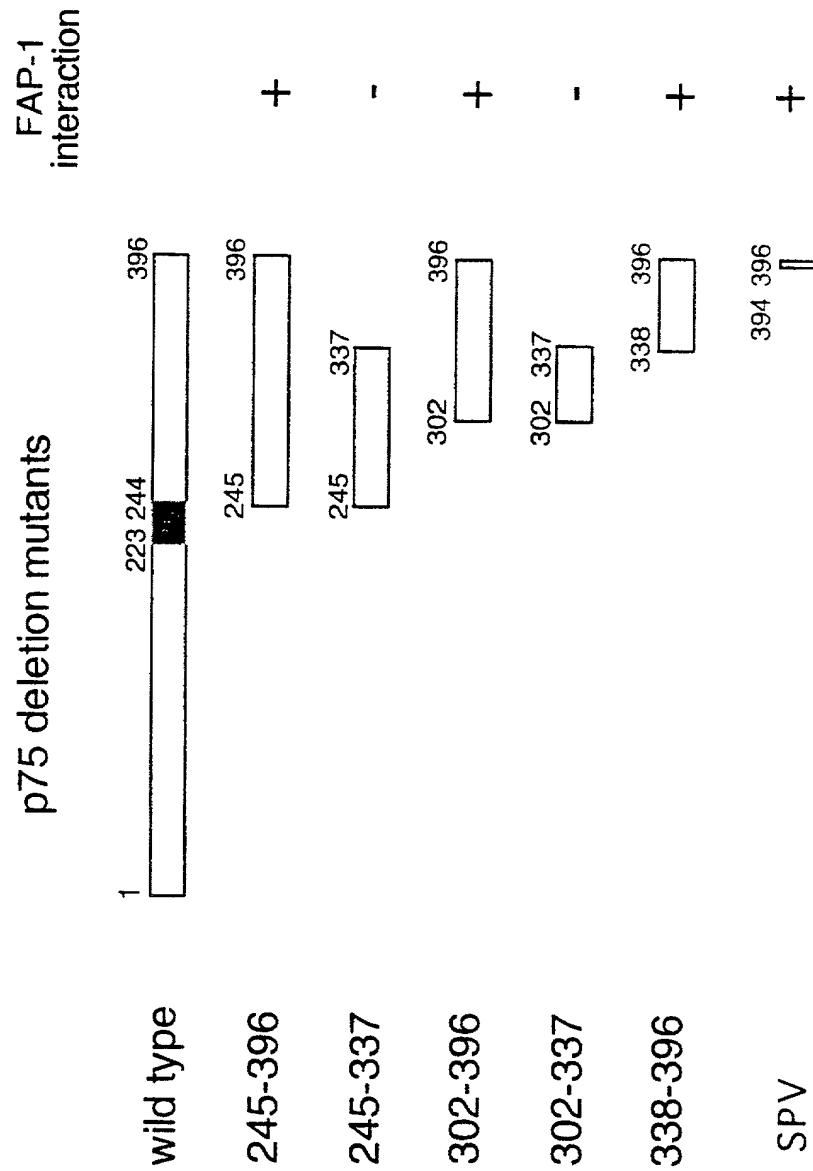 p75 deletion mutants
FAP-1
interaction
wild type 1 223 244 396
245-396 245 396 +
245-337 245 337 -
302-396 302 396 +
302-337 302 337 -
338-396 338 396 +
SPV 394 396 +